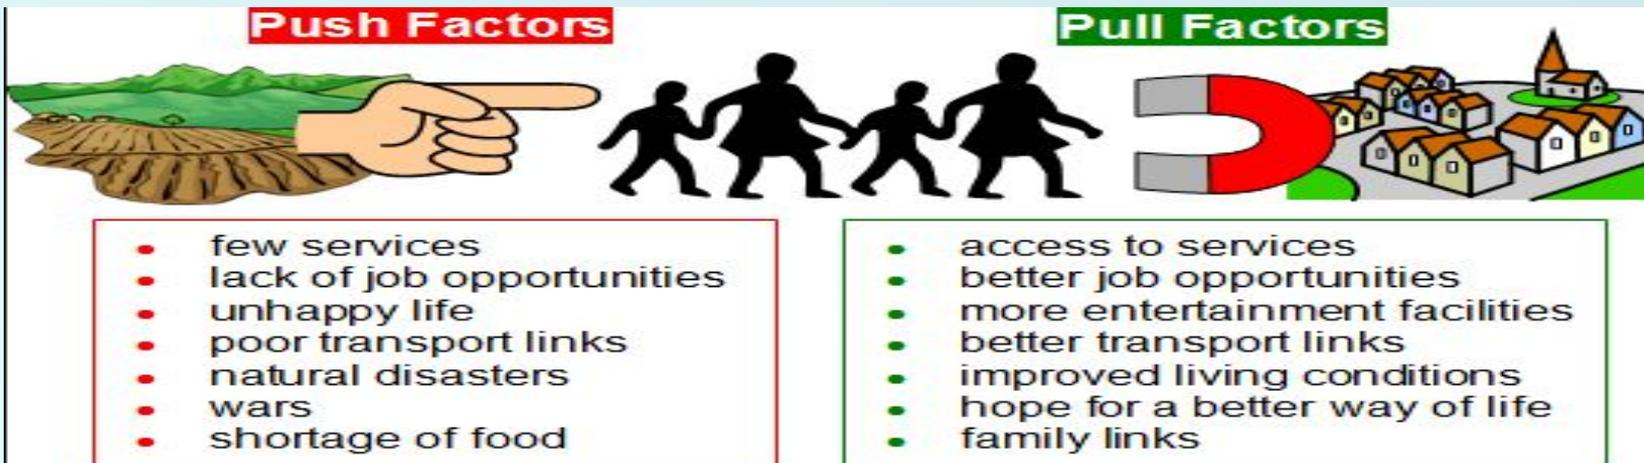 Push Factors
Pull Factors
few services
lack of job opportunities
unhappy life
poor transport links
natural disasters
wars
shortage of food
access to services
better job opportunities
more entertainment facilities
better transport links
improved living conditions
hope for a better way of life
family links